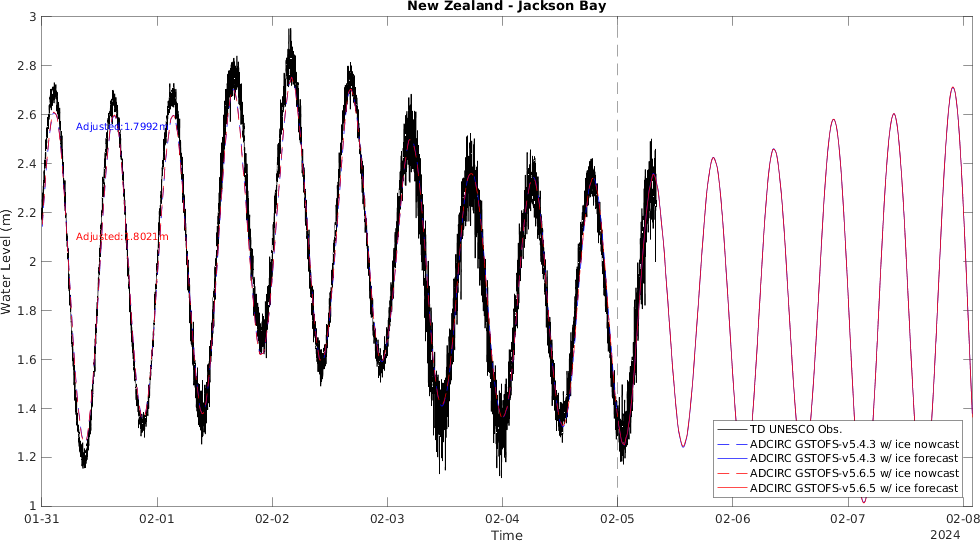 New Zealand - Jackson Bay
3
2.8
2.6
2.4
2.2
2
1.8
1.6
1.4
1.2
1
Water Level (m)
Adjusted:1.7992m
Adjusted:1.8021m
TD UNESCO Obs.
ADCIRC GSTOFS-v5.4.3 w/ ice nowcast
ADCIRC GSTOFS-v5.4.3 w/ ice forecast
ADCIRC GSTOFS-v5.6.5 w/ ice nowcast
ADCIRC GSTOFS-v5.6.5 w/ ice forecast
01-31 02-01 02-02 02-03 02-04 02-05 02-06 02-07 02-08
Time
2024